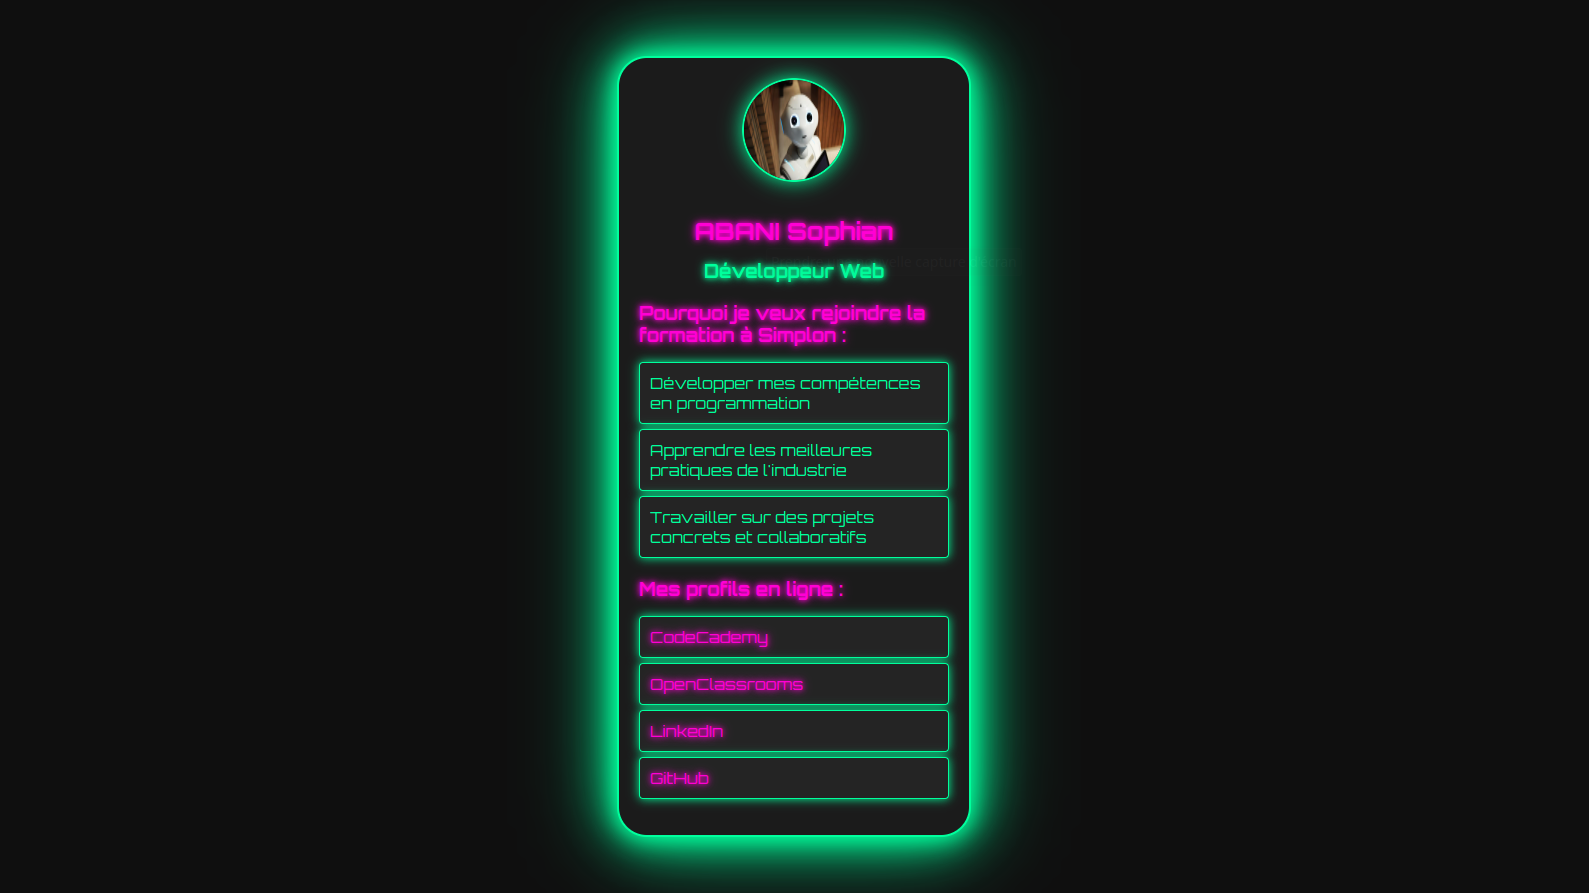 ABANI Sophian
Développeur Web
Pourquoi je veux rejoindre la
formation à Simplon :
Développer mes compétences
en programmation
Apprendre les meilleures
pratiques de l'industrie
Travailler sur des projets
concrets et collaboratifs
Mes profils en ligne :
CodeCademy
OpenClassrooms
LinkedIn
GitHub